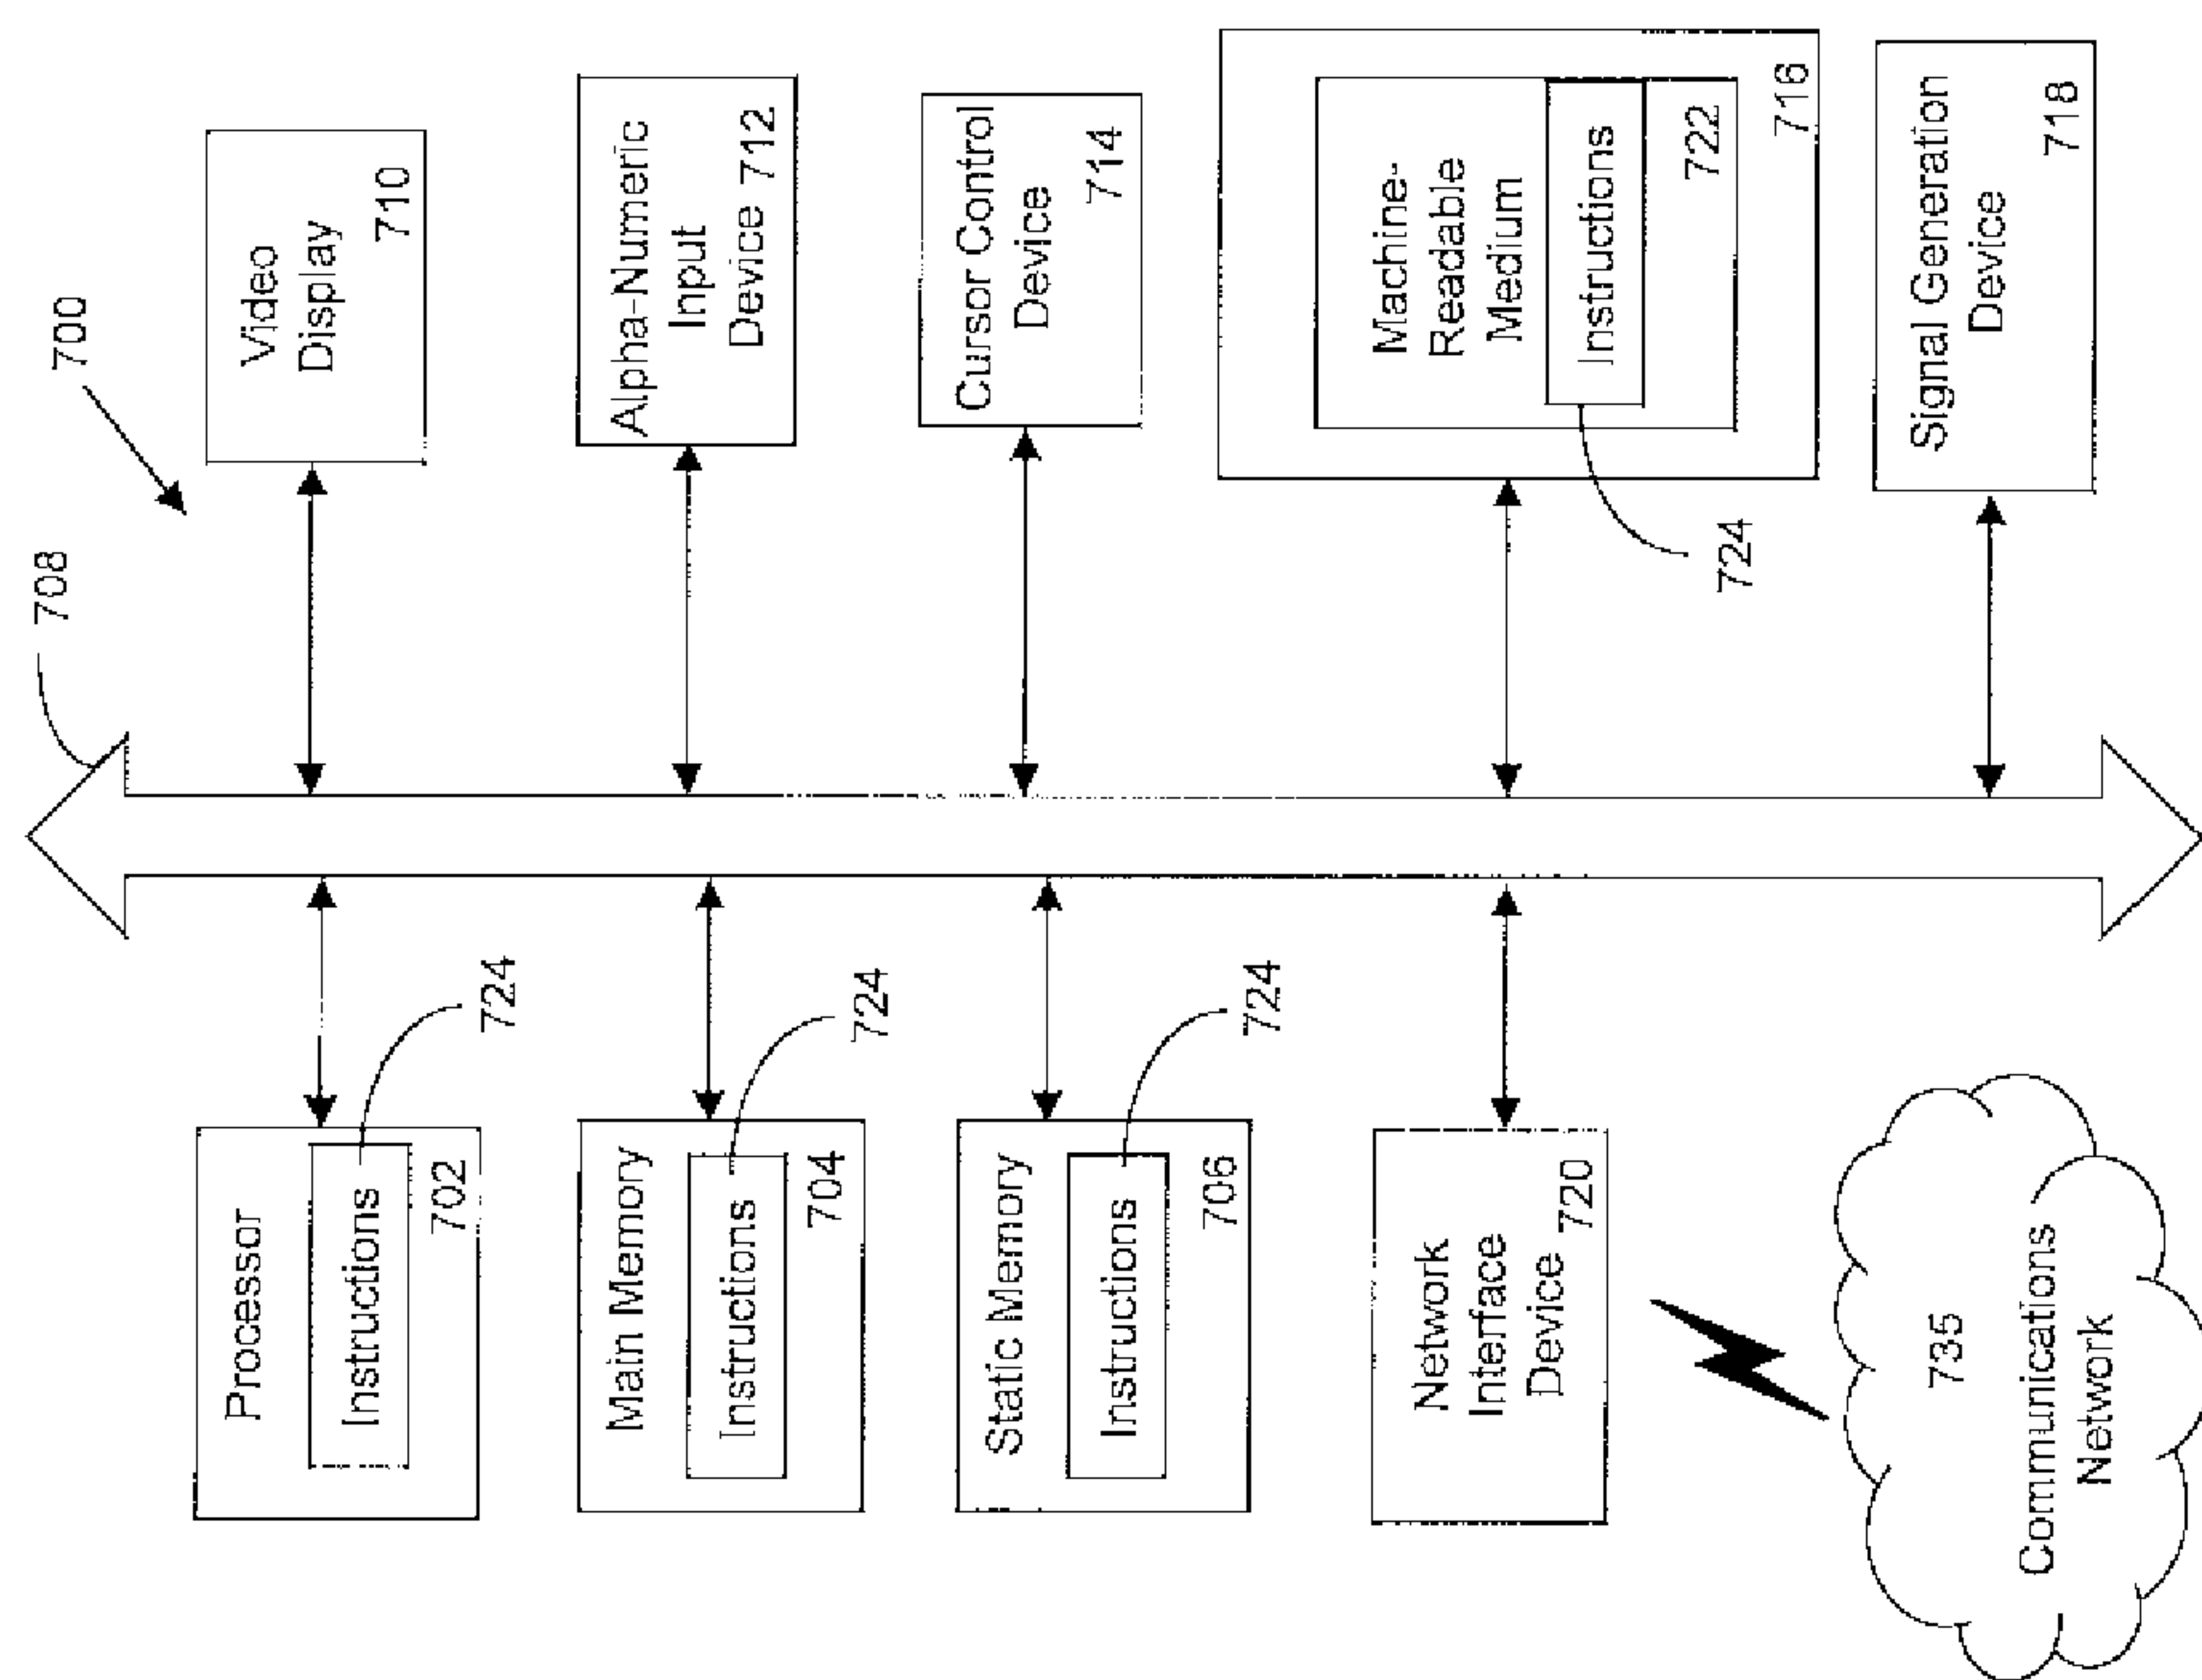 708
700
Processor
Instructions
702
724
Main Memory
Instructions
704
724
Static Memory
Instructions
706
724
Network
Interface
Device 720
735
Communications
Network
Video
Display
710
Alpha-Numeric
Input
Device 712
Cursor Control
Device
714
Machine-
Readable
Medium
Instructions
722
716
724
Signal Generation
Device
718